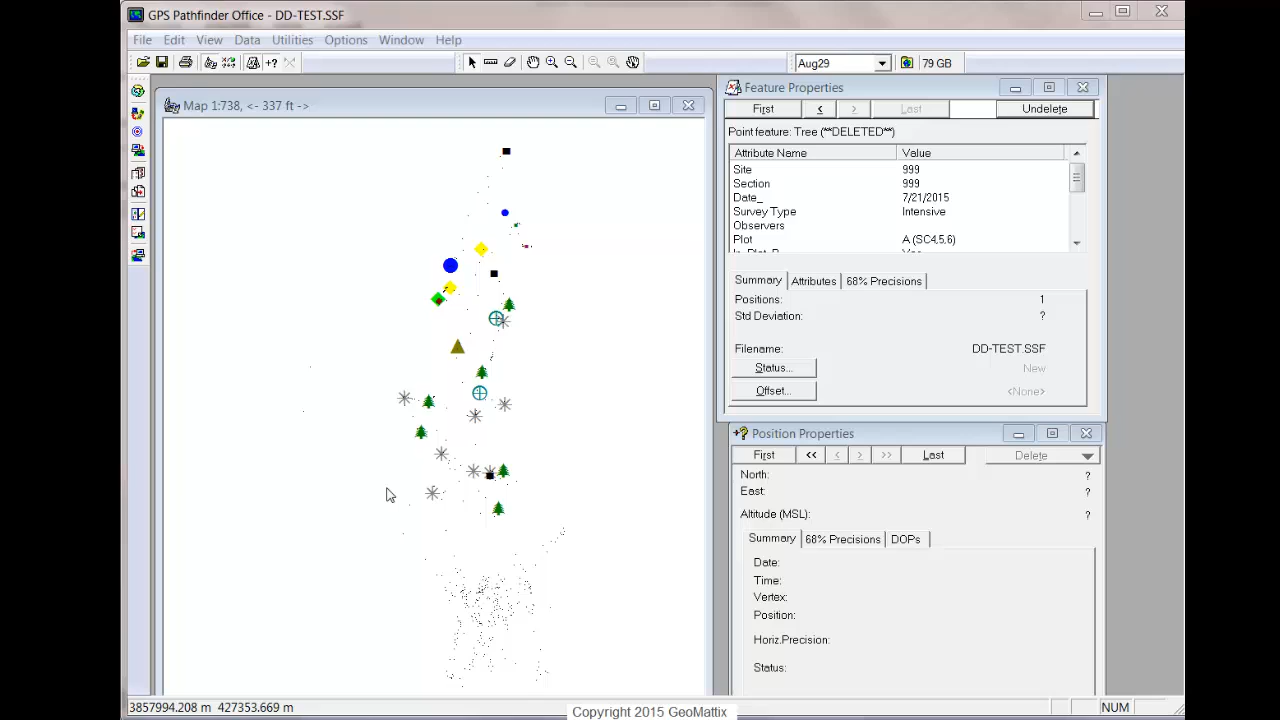 GPS Pathfinder Office - DD-TEST.SSF
File Edit View Data Utilities Options Window Help
Aug29 79 GB
Map 1:738, <- 337 ft ->
Feature Properties
First < > Last Undelete
Point feature: Tree (**DELETED**)
Attribute Name Value
Site 999
Section 999
Date_ 7/21/2015
Survey Type Intensive
Observers
Plot A (SC4,5,6)
Summary Attributes 68% Precisions
Positions: 1
Std Deviation: ?
Filename: DD-TEST.SSF
Status... New
Offset... <None>
Position Properties
First << < > >> Last Delete
North: ?
East: ?
Altitude (MSL): ?
Summary 68% Precisions DOPs
Date:
Time:
Vertex:
Position:
Horiz.Precision:
Status:
3857994.208 m 427353.669 m NUM
Copyright 2015 GeoMattix